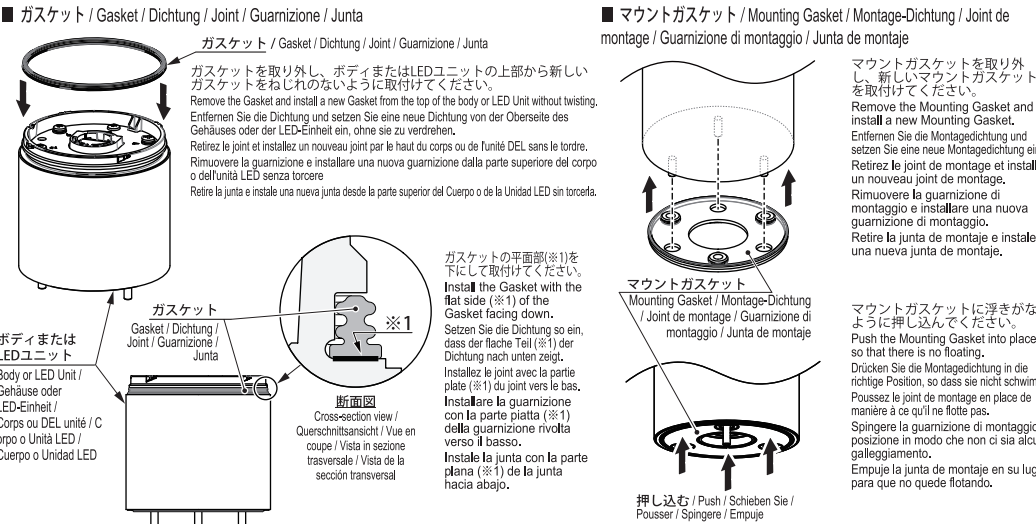 ■ ガスケット / Gasket / Dichtung / Joint / Guarnizione / Junta
ガスケット / Gasket / Dichtung / Joint / Guarnizione / Junta
ガスケットを取り外し、ボディまたはLEDユニットの上部から新しい
ガスケットをねじれのないように取付けてください。
Remove the Gasket and install a new Gasket from the top of the body or LED Unit without twisting.
Entfernen Sie die Dichtung und setzen Sie eine neue Dichtung von der Oberseite des
Gehäuses oder der LED-Einheit ein, ohne sie zu verdrehen.
Retirez le joint et installez un nouveau joint par le haut du corps ou de l'unité DEL sans le tordre.
Rimuovere la guarnizione e installare una nuova guarnizione dalla parte superiore del corpo
o dell'unità LED senza torcere
Retire la junta e instale una nueva junta desde la parte superior del Cuerpo o de la Unidad LED sin torcerla.
ボディまたは
LEDユニット
Body or LED Unit /
Gehäuse oder
LED-Einheit /
Corps ou DEL unité / C
orpo o Unità LED /
Cuerpo o Unidad LED
ガスケット
Gasket / Dichtung /
Joint / Guarnizione /
Junta
※1
断面図
Cross-section view /
Querschnittsansicht / Vue en
coupe / Vista in sezione
trasversale / Vista de la
sección transversal
ガスケットの平面部(※1)を
下にして取付けてください。
Install the Gasket with the
flat side (※1) of the
Gasket facing down.
Setzen Sie die Dichtung so ein,
dass der flache Teil (※1) der
Dichtung nach unten zeigt.
Installez le joint avec la partie
plate (※1) du joint vers le bas.
Installare la guarnizione
con la parte piatta (※1)
della guarnizione rivolta
verso il basso.
Instale la junta con la parte
plana (※1) de la junta
hacia abajo.
■ マウントガスケット / Mounting Gasket / Montage-Dichtung / Joint de
montage / Guarnizione di montaggio / Junta de montaje
マウントガスケットを取り外
し、新しいマウントガスケット
を取付けてください。
Remove the Mounting Gasket and
install a new Mounting Gasket.
Entfernen Sie die Montagedichtung und
setzen Sie eine neue Montagedichtung
Retirez le joint de montage et
un nouveau joint de montage.
Rimuovere la guarnizione di
montaggio e installare una nuova
guarnizione di montaggio.
Retire la junta de montaje e instale
una nueva junta de montaje.
マウントガスケット
Mounting Gasket / Montage-Dichtung
/ Joint de montage / Guarnizione di
montaggio / Junta de montaje
マウントガスケットに浮きがな
ように押し込んでください。
Push the Mounting Gasket into place
so that there is no floating.
Drücken Sie die Montagedichtung in die
richtige Position, so dass sie nicht
Poussez le joint de montage en place de
manière à ce qu'il ne flotte pas.
Spingere la guarnizione di montaggio
posizione in modo che non ci sia
galleggiamento.
Empuje la junta de montaje en su
para que no quede flotando.
押し込む / Push / Schieben Sie /
Pousser / Spingere / Empuje